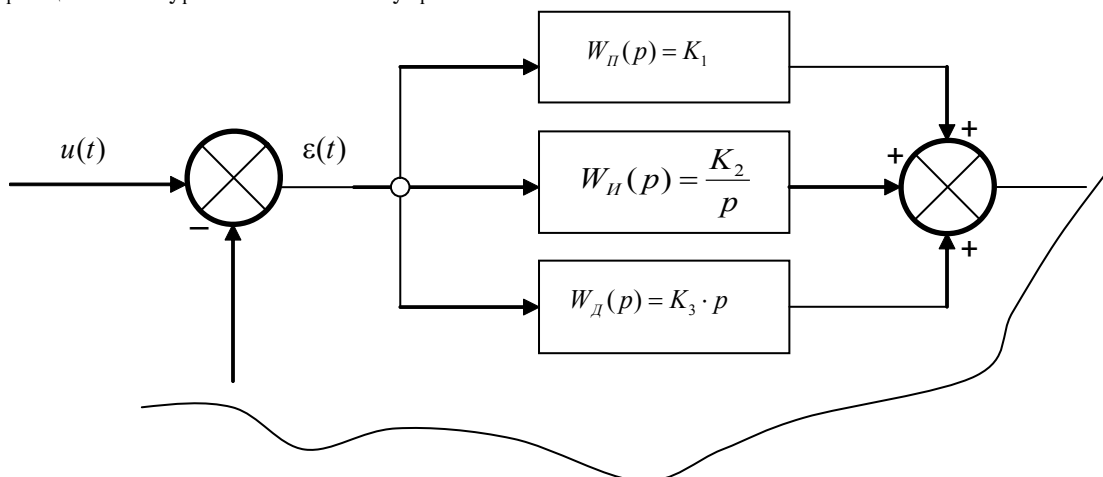 W_П(p) = K_1
u(t)
ε(t)
W_И(p) = K_2/p
W_Д(p) = K_3 · p
+
+
+
−